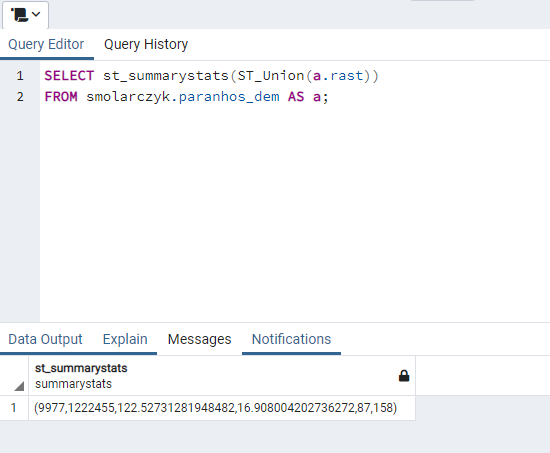 Query Editor Query History
1 SELECT st_summarystats(ST_Union(a.rast))
2 FROM smolarczyk.paranhos_dem AS a;
Data Output Explain Messages Notifications
st_summarystats
summarystats
1 (9977,1222455,122.52731281948482,16.908004202736272,87,158)